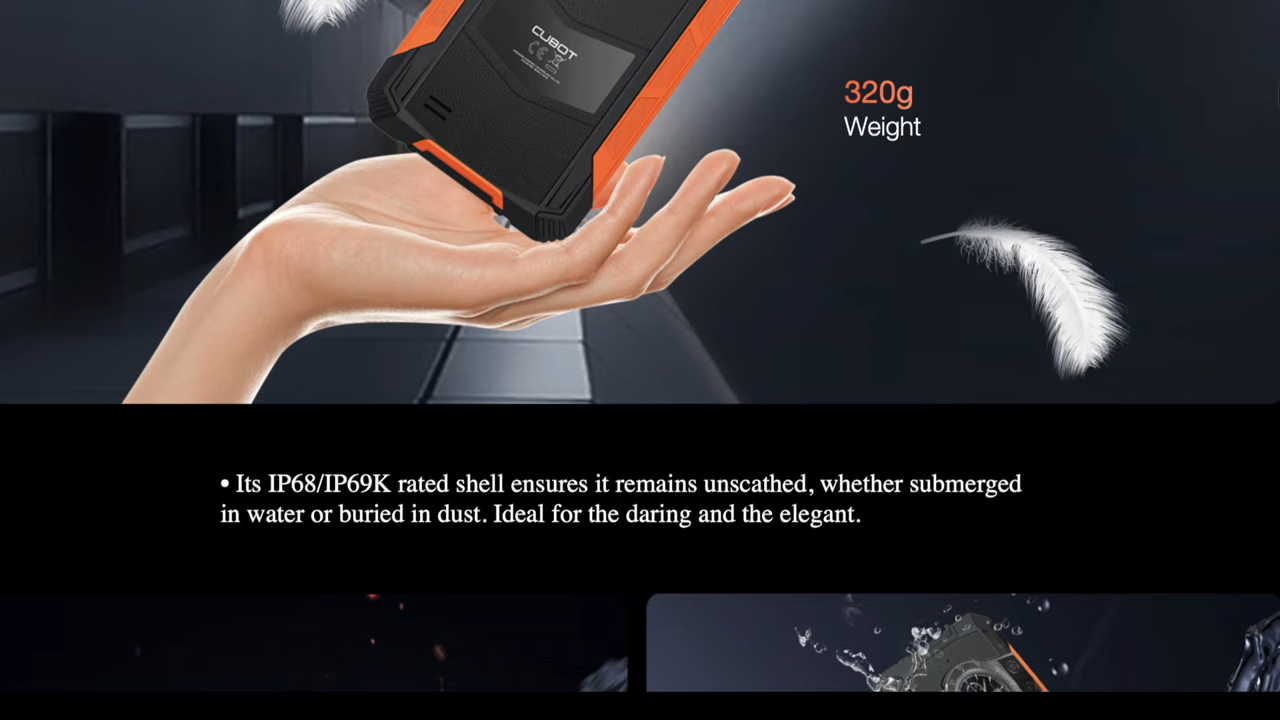 CUBOT
320g
Weight
• Its IP68/IP69K rated shell ensures it remains unscathed, whether submerged
in water or buried in dust. Ideal for the daring and the elegant.